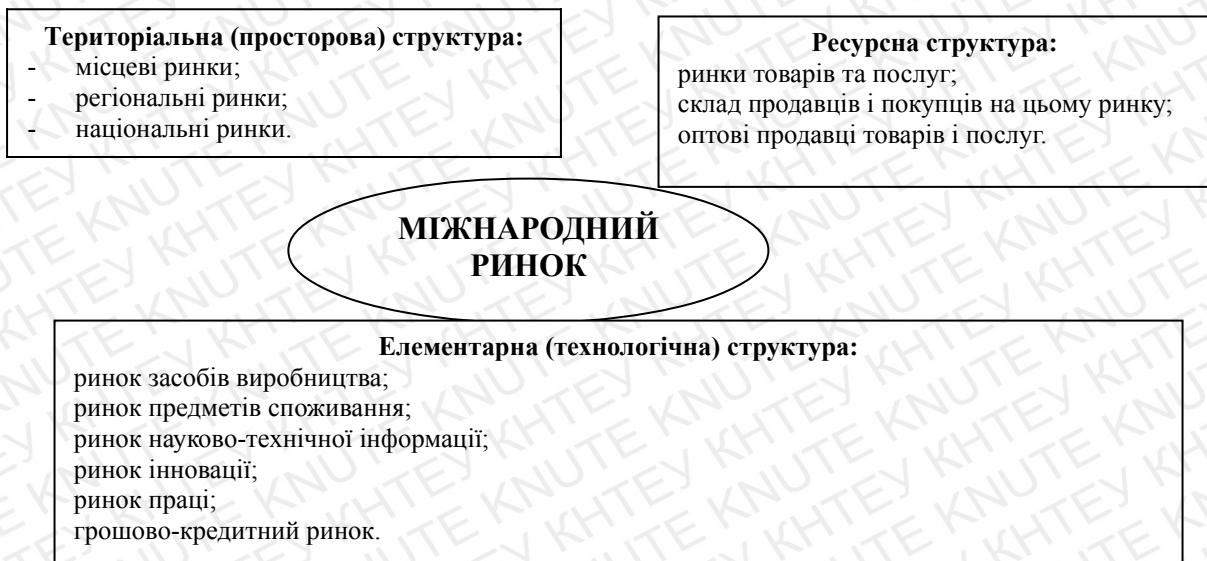 Територіальна (просторова) структура:
- місцеві ринки;
- регіональні ринки;
- національні ринки.
Ресурсна структура:
ринки товарів та послуг;
склад продавців і покупців на цьому ринку;
оптові продавці товарів і послуг.
МІЖНАРОДНИЙ
РИНОК
Елементарна (технологічна) структура:
ринок засобів виробництва;
ринок предметів споживання;
ринок науково-технічної інформації;
ринок інновації;
ринок праці;
грошово-кредитний ринок.